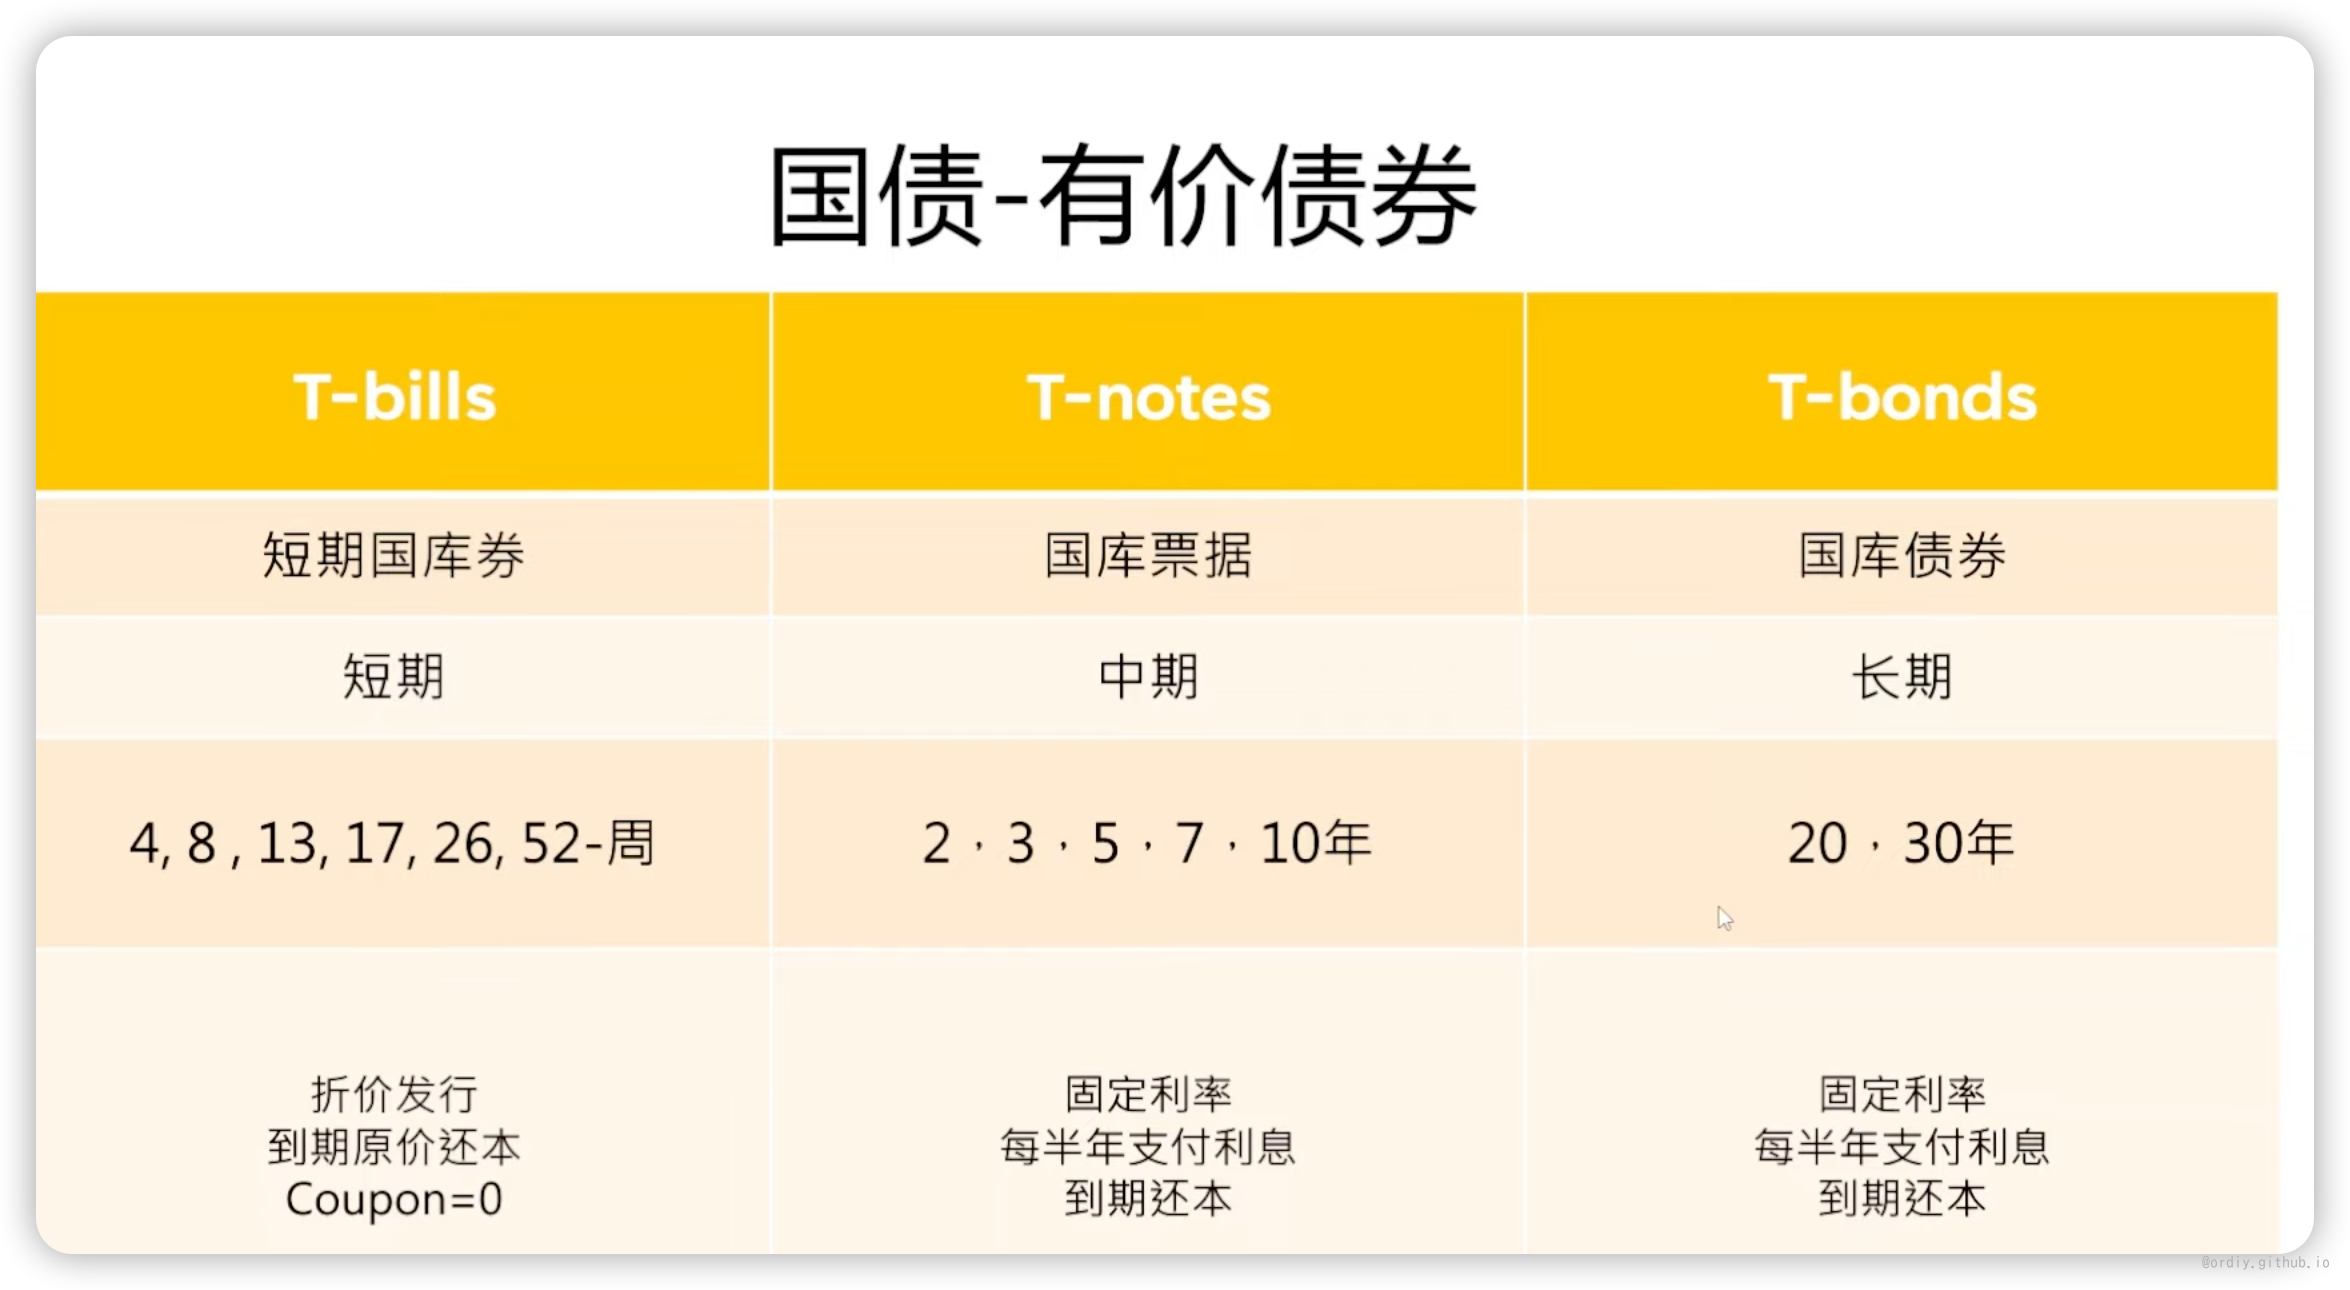 国债-有价债券
T-bills T-notes T-bonds
短期国库券 国库票据 国库债券
短期 中期 长期
4, 8 , 13, 17, 26, 52-周 2，3，5，7，10年 20，30年
折价发行 固定利率 固定利率
到期原价还本 每半年支付利息 每半年支付利息
Coupon=0 到期还本 到期还本
@ordiy.github.io